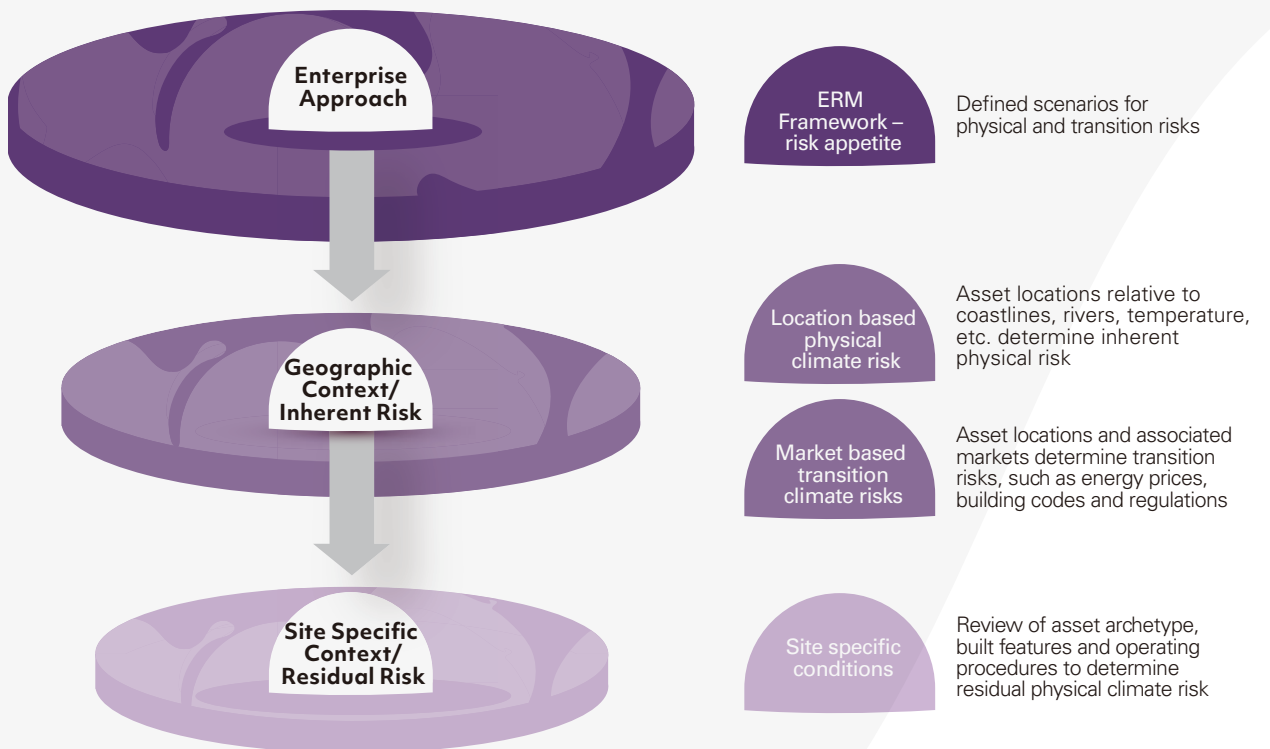 Enterprise
Approach
ERM
Framework –
risk appetite
Defined scenarios for
physical and transition risks
Geographic
Context/
Inherent Risk
Location based
physical
climate risk
Asset locations relative to
coastlines, rivers, temperature,
etc. determine inherent
physical risk
Market based
transition
climate risks
Asset locations and associated
markets determine transition
risks, such as energy prices,
building codes and regulations
Site Specific
Context/
Residual Risk
Site specific
conditions
Review of asset archetype,
built features and operating
procedures to determine
residual physical climate risk